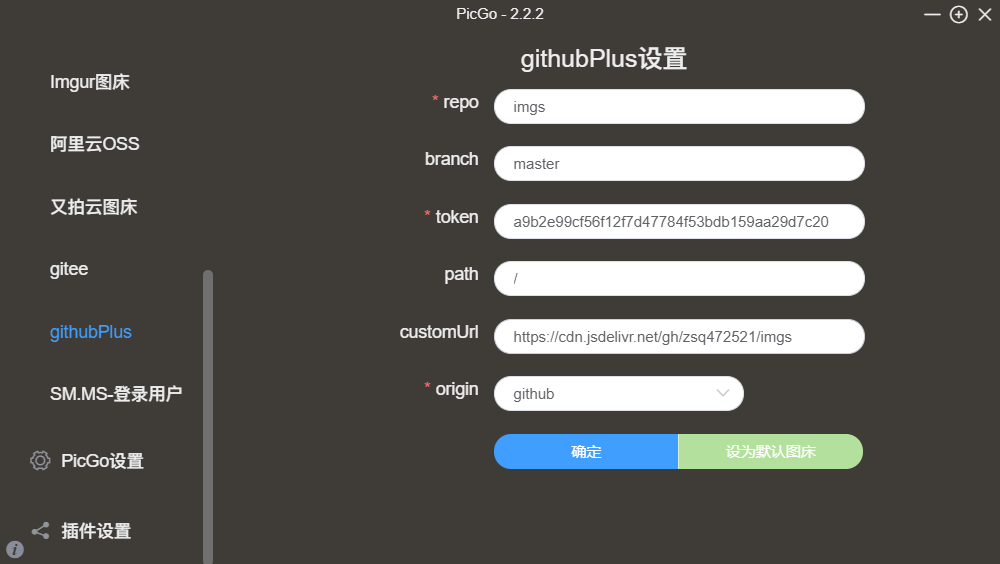 PicGo - 2.2.2
Imgur图床
阿里云OSS
又拍云图床
gitee
githubPlus
SM.MS-登录用户
PicGo设置
插件设置
githubPlus设置
* repo
imgs
branch
master
* token
a9b2e99cf56f12f7d47784f53bdb159aa29d7c20
path
/
customUrl
https://cdn.jsdelivr.net/gh/zsq472521/imgs
* origin
github
确定
设为默认图床